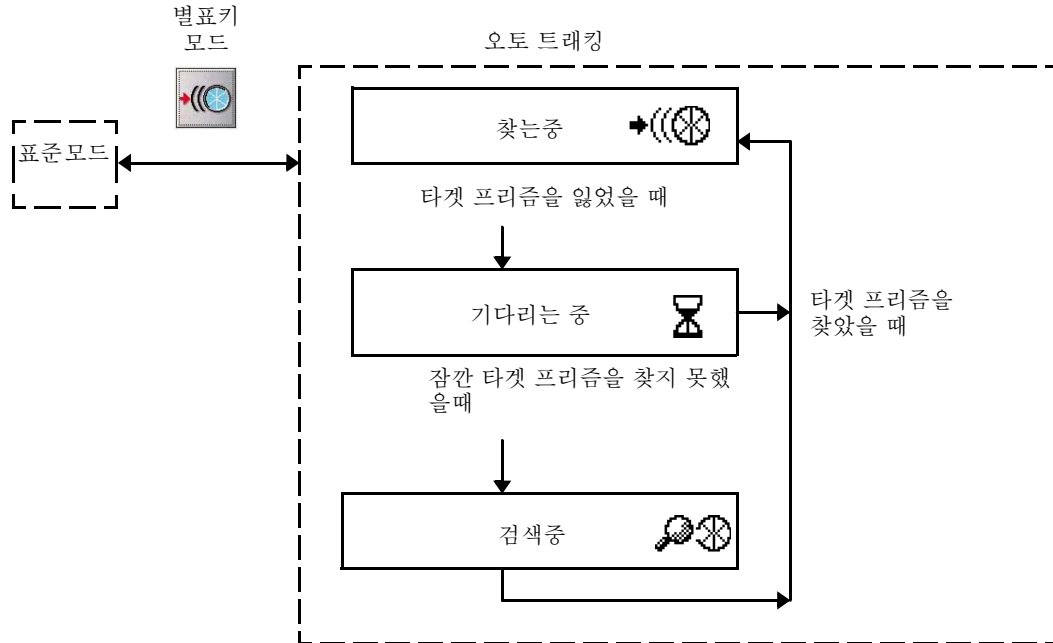 별표키
모드
오토 트래킹
표준모드
찾는중
타겟 프리즘을 잃었을 때
기다리는 중
타겟 프리즘을
찾았을 때
잠깐 타겟 프리즘을 찾지 못했
을때
검색중